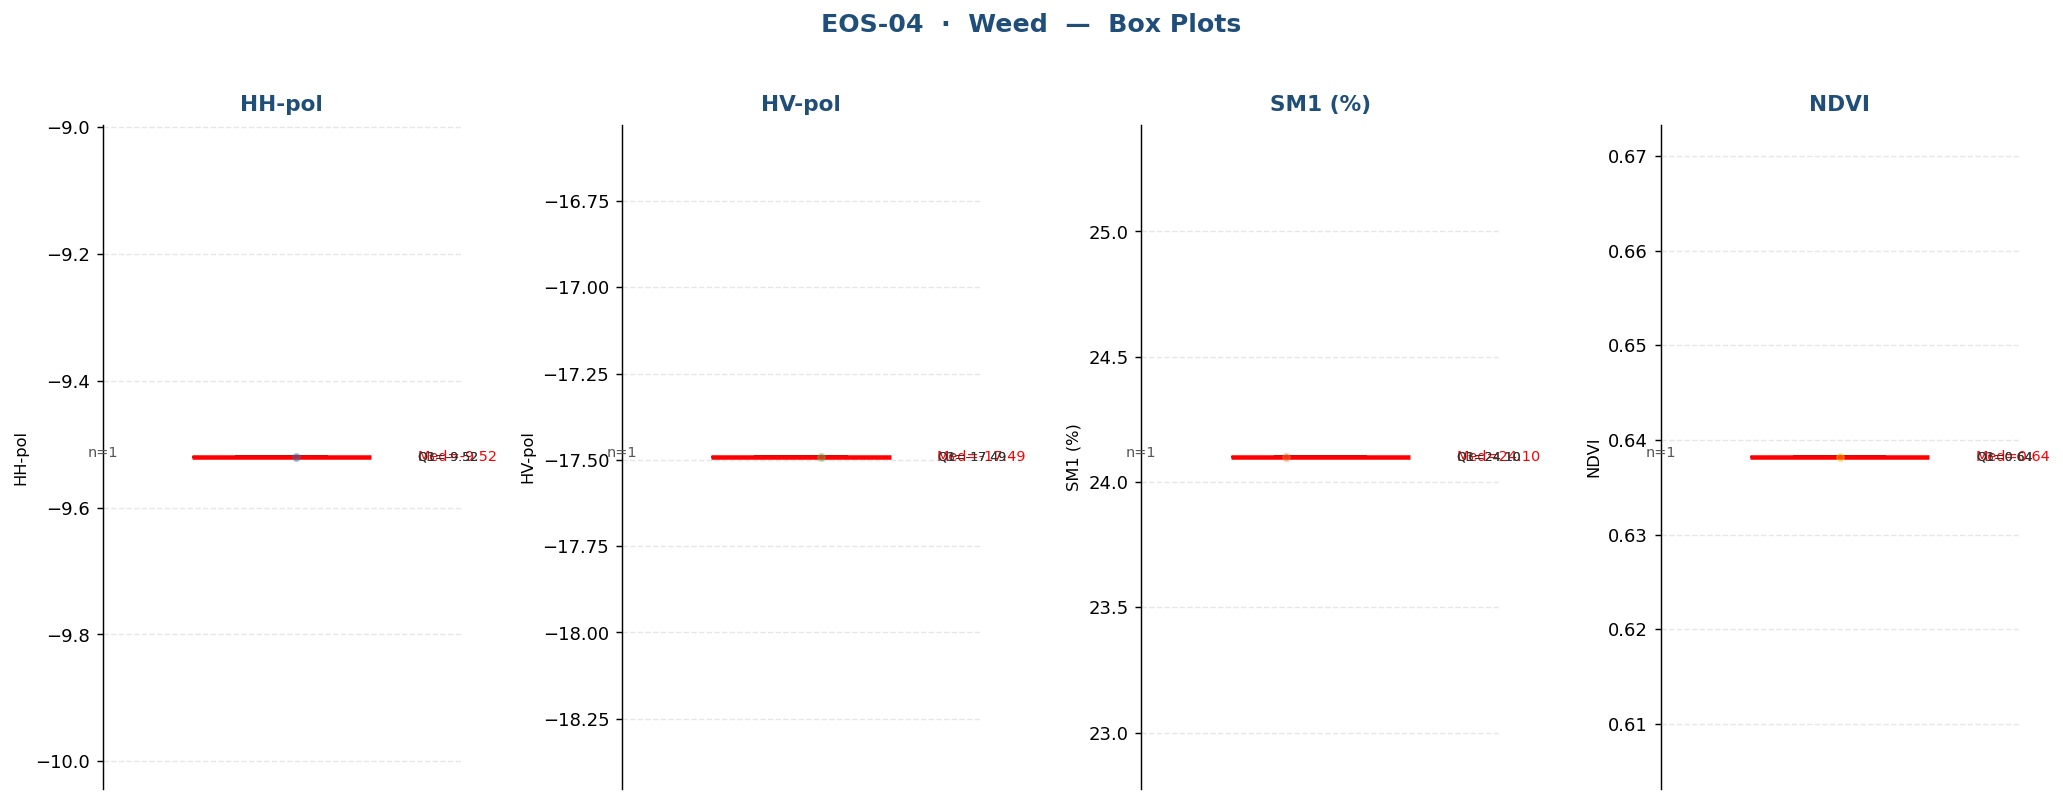 EOS-04 · Weed — Box Plots
HH-pol
−9.0
−9.2
−9.4
−9.6
−9.8
−10.0
HH-pol
n=1
HV-pol
−16.75
−17.00
−17.25
−17.50
−17.75
−18.00
−18.25
HV-pol
n=1
SM1 (%)
25.0
24.5
24.0
23.5
23.0
SM1 (%)
n=1
NDVI
0.67
0.66
0.65
0.64
0.63
0.62
0.61
NDVI
n=1